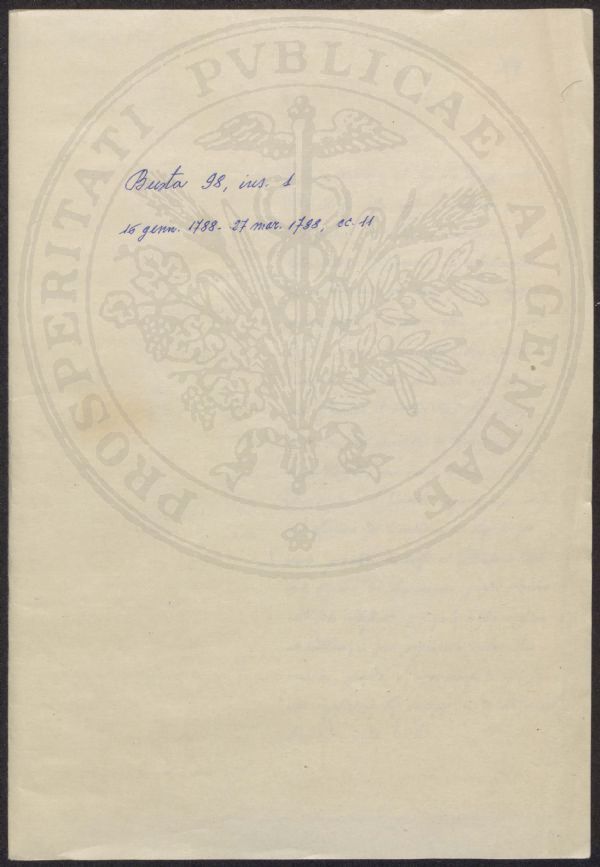 Busta 98, ins. 1
16 genn. 1788 - 27 mar. 1788, cc. 11
PROSPERITATI PVBLICAE AVGENDAE